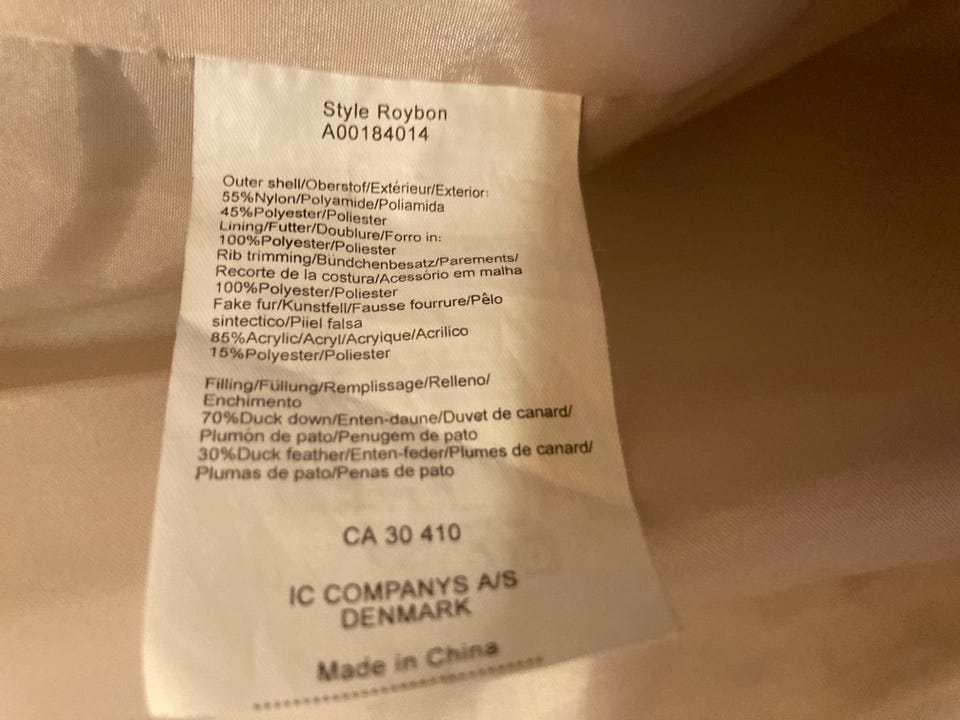 Style Roybon
A00184014
Outer shell/Oberstof/Extérieur/Exterior:
55%Nylon/Polyamide/Poliamida
45%Polyester/Poliester
Lining/Futter/Doublure/Forro in:
100%Polyester/Poliester
Rib trimming/Bündchenbesatz/Parements/
Recorte de la costura/Acessório em malha
100%Polyester/Poliester
Fake fur/Kunstfell/Fausse fourrure/Pêlo
sintectico/Piiel falsa
85%Acrylic/Acryl/Acryique/Acrilico
15%Polyester/Poliester
Filling/Füllung/Remplissage/Relleno/
Enchimento
70%Duck down/Enten-daune/Duvet de canard/
Plumón de pato/Penugem de pato
30%Duck feather/Enten-feder/Plumes de canard/
Plumas de pato/Penas de pato
CA 30 410
IC COMPANYS A/S
DENMARK
Made in China